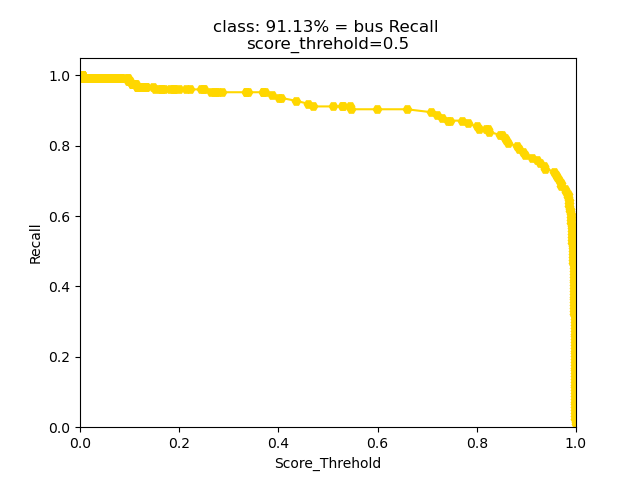 class: 91.13% = bus Recall
score_threhold=0.5
1.0
0.8
0.6
0.4
0.2
0.0
Recall
0.0 0.2 0.4 0.6 0.8 1.0
Score_Threhold